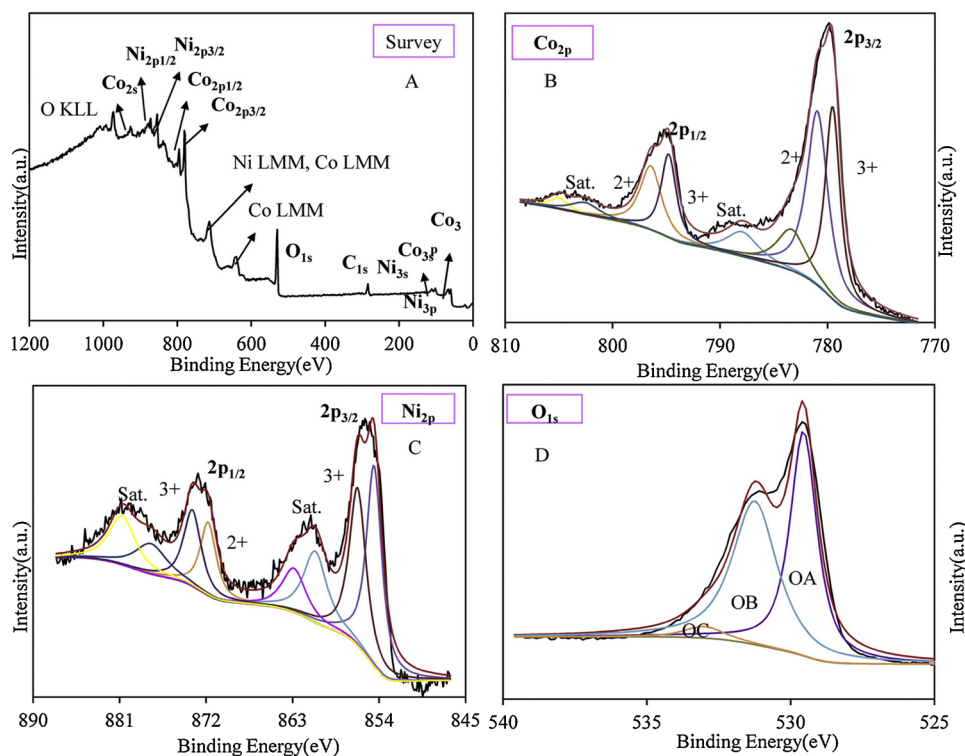 Survey
A
Ni2p1/2
Ni2p3/2
Co2s
Co2p1/2
Co2p3/2
O KLL
Ni LMM, Co LMM
Co LMM
O1s
C1s
Ni3s
Co3s
Co3
p
Ni3p
Intensity(a.u.)
1200 1000 800 600 400 200 0
Binding Energy(eV)
Co2p
B
2p3/2
2p1/2
2+
3+
Sat.
2+
3+
Sat.
Intensity(a.u.)
810 800 790 780 770
Binding Energy(eV)
Ni2p
C
2p3/2
2p1/2
3+
3+
Sat.
Sat.
2+
Intensity(a.u.)
890 881 872 863 854 845
Binding Energy(eV)
O1s
D
OA
OB
OC
Intensity(a.u.)
540 535 530 525
Binding Energy(eV)